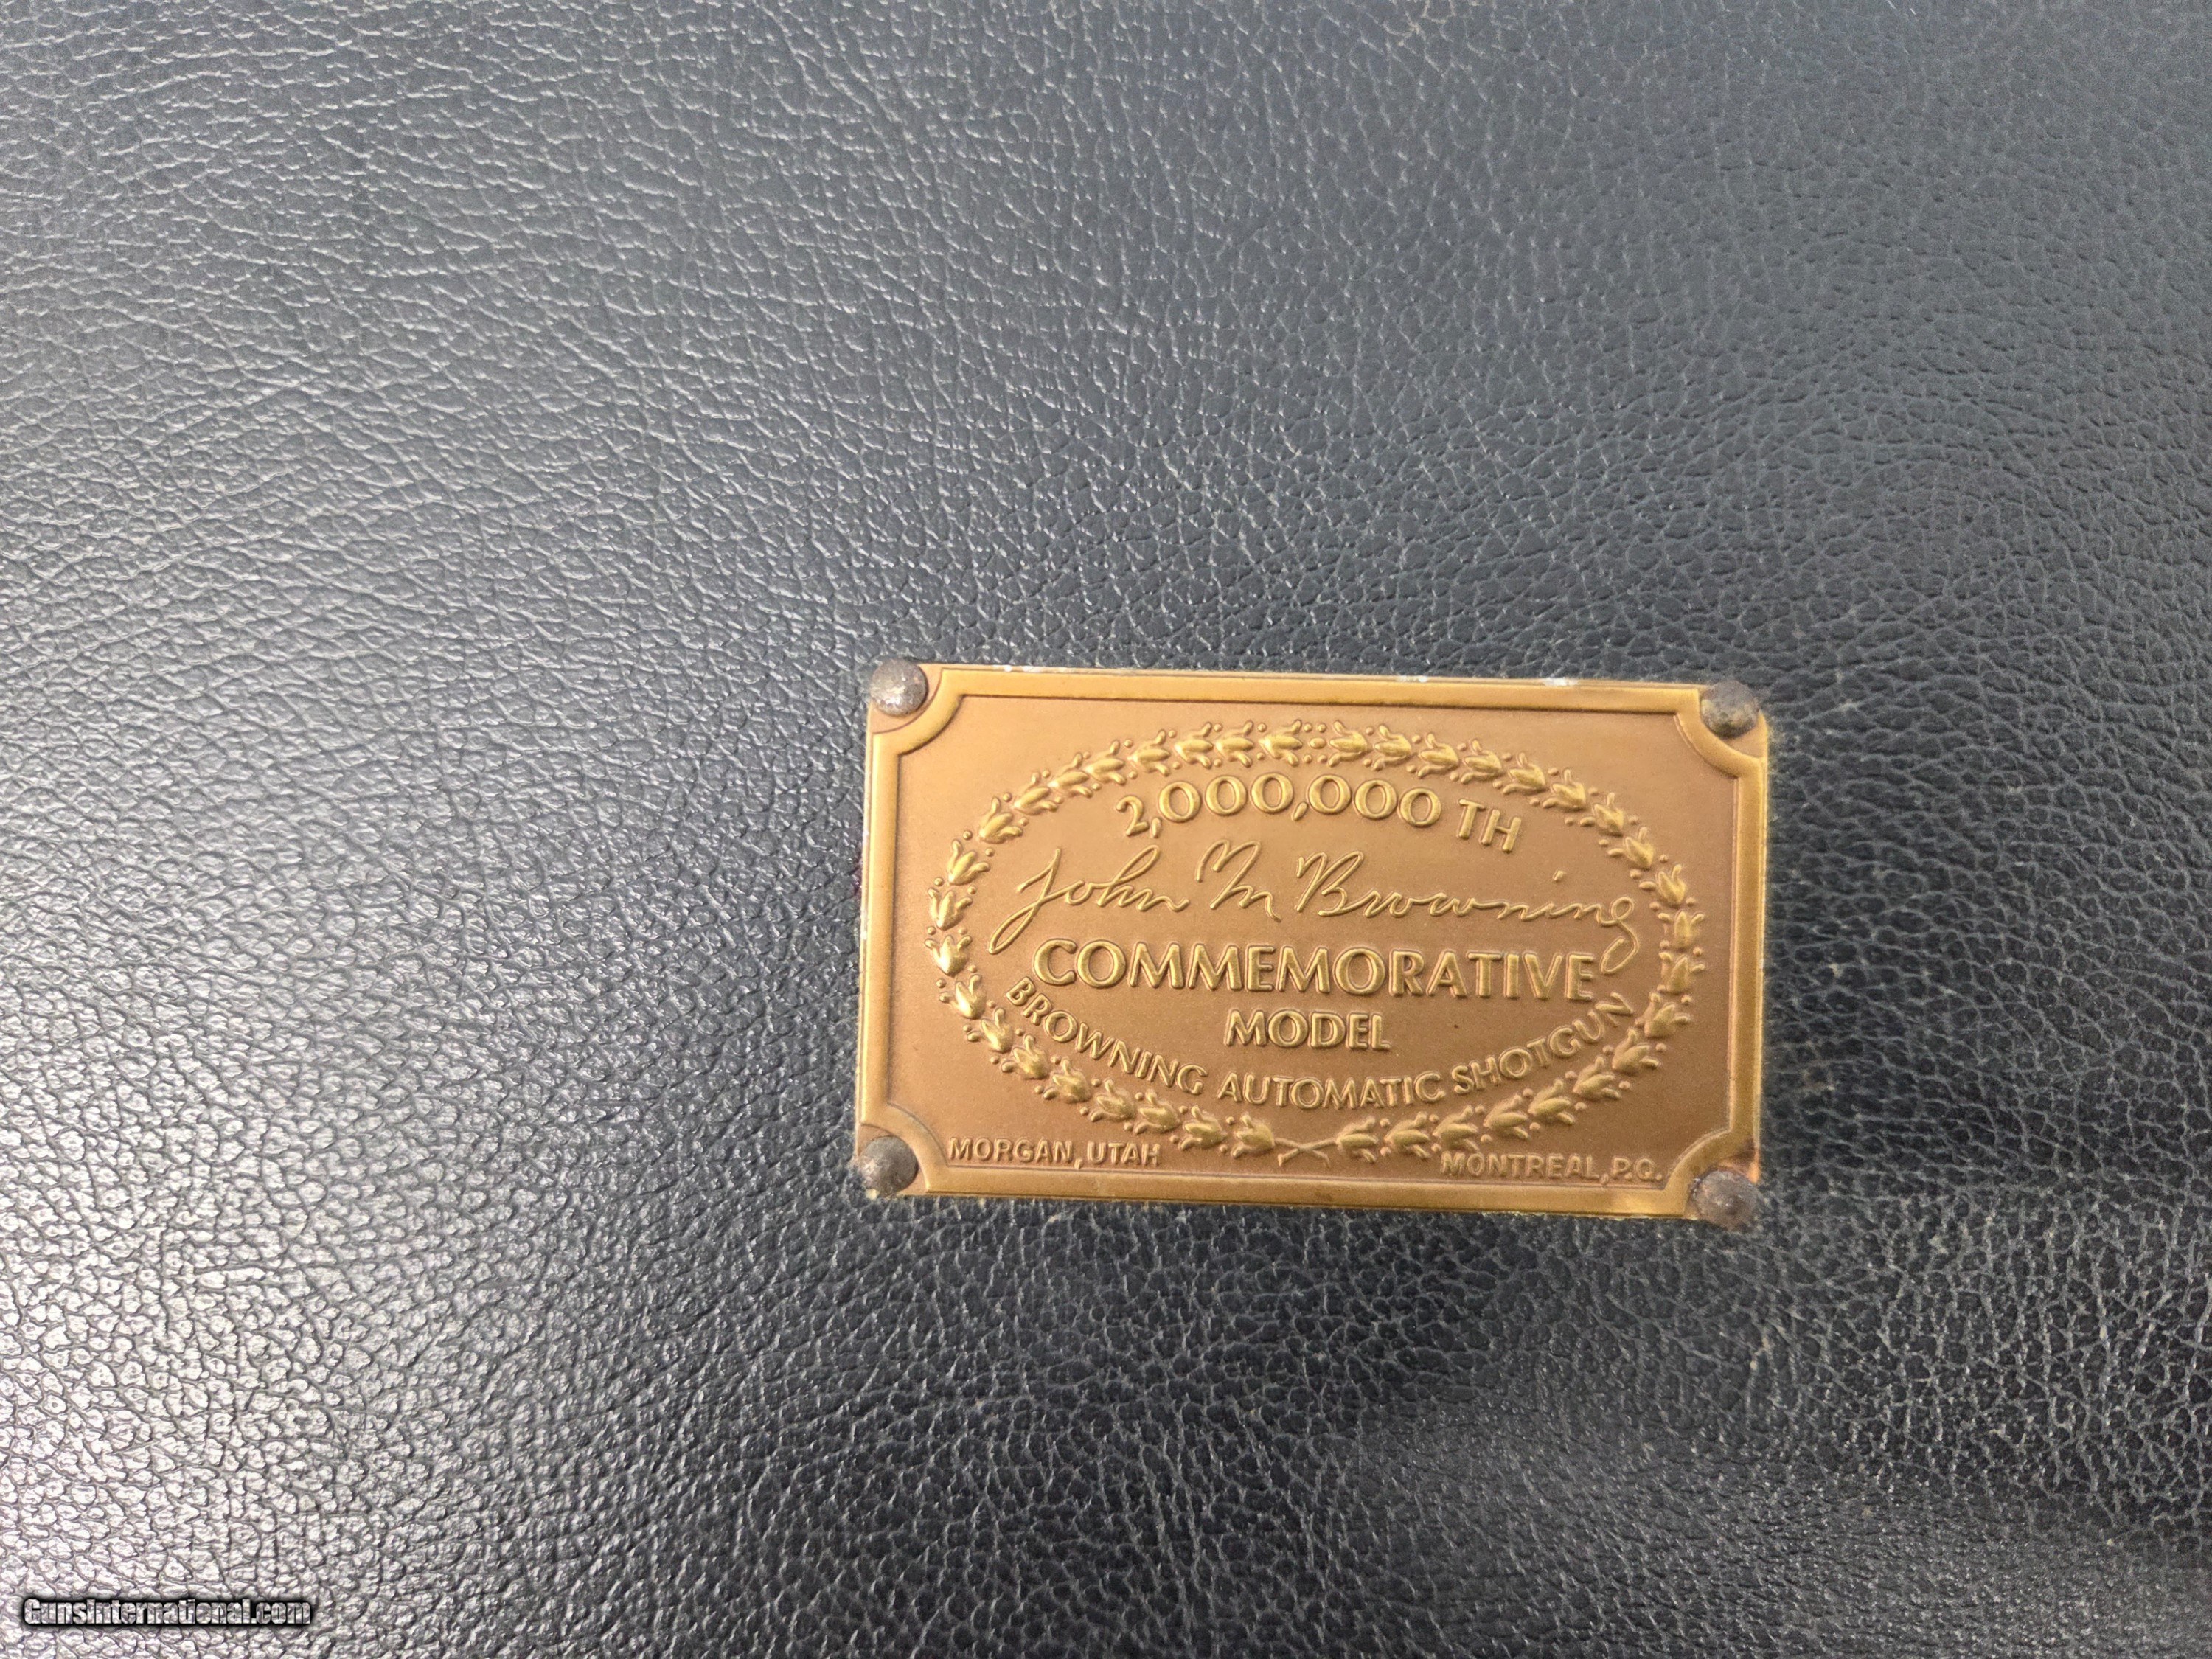 2,000,000 TH
John M Browning
COMMEMORATIVE
MODEL
BROWNING AUTOMATIC SHOTGUN
MORGAN, UTAH
MONTREAL, P.Q.
GunsInternational.com